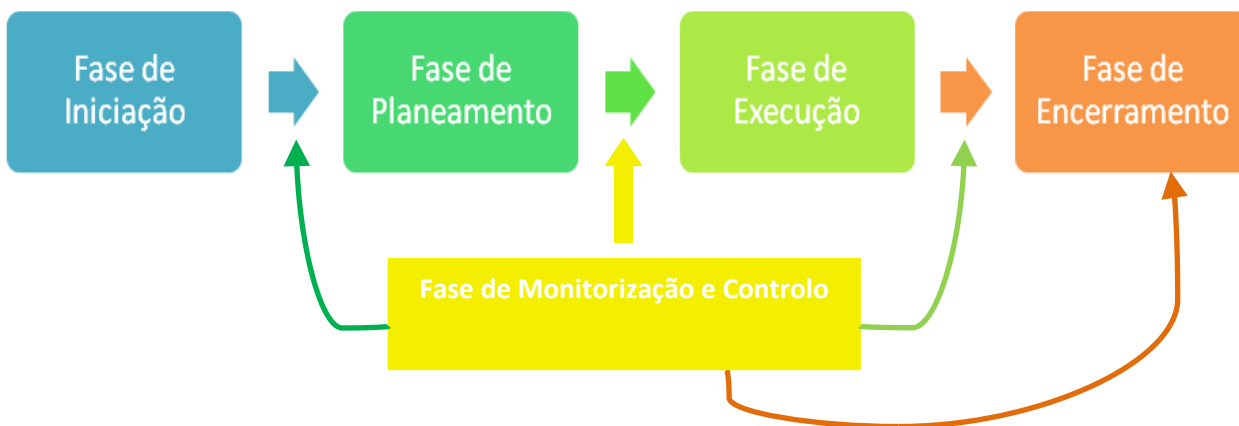 Fase de
Iniciação
Fase de
Planeamento
Fase de
Execução
Fase de
Encerramento
Fase de Monitorização e Controlo